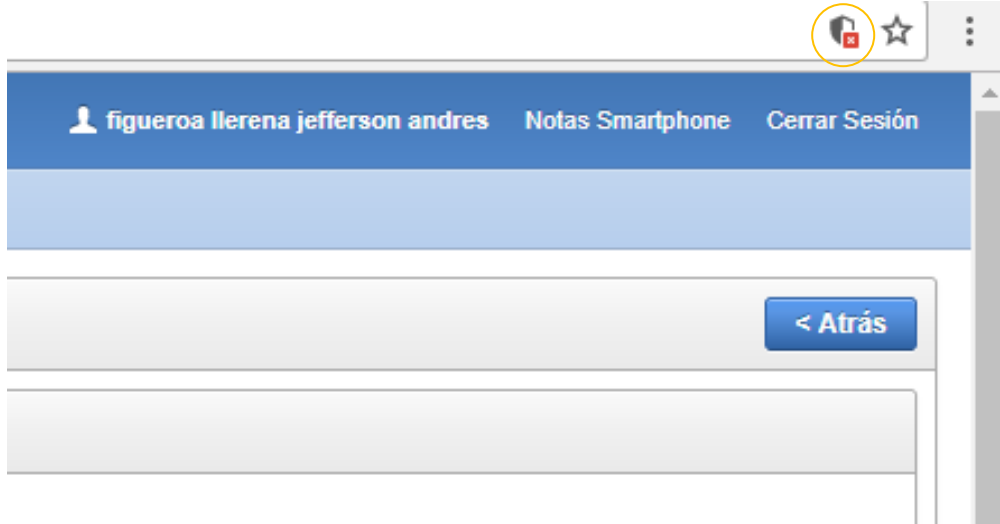 figueroa llerena jefferson andres Notas Smartphone Cerrar Sesión
< Atrás